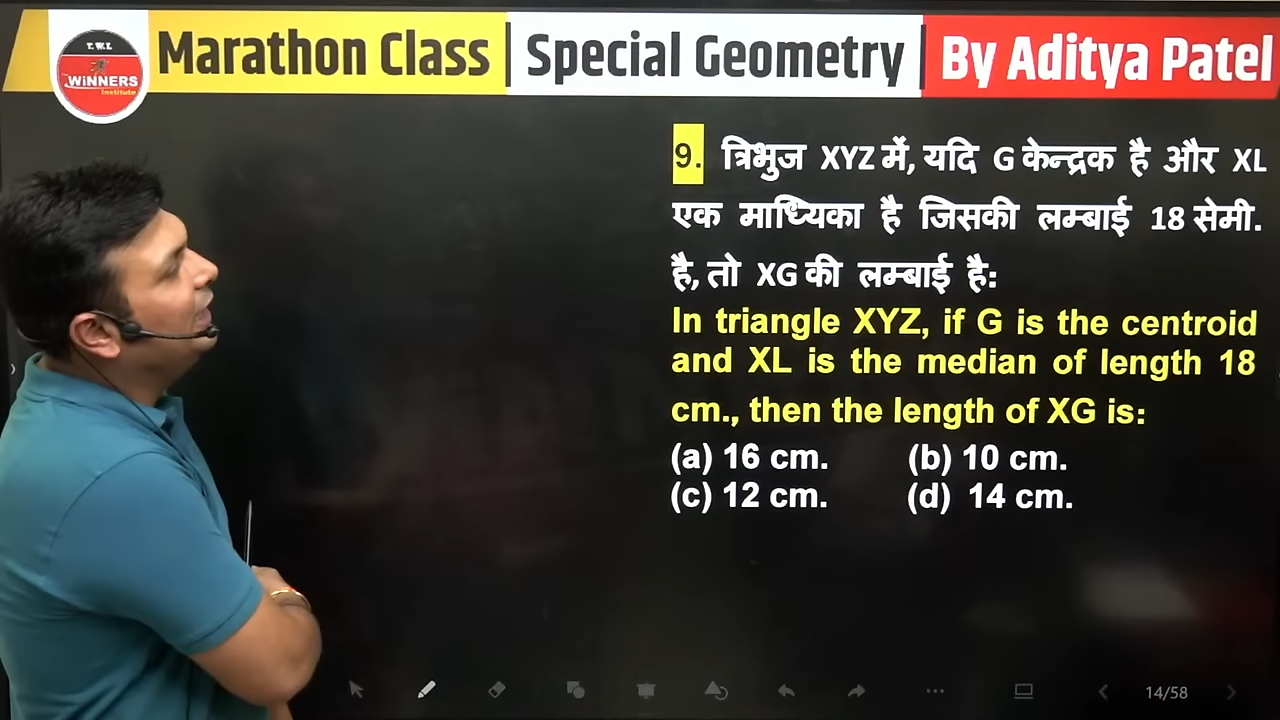 T.W.I.
WINNERS
Institute
Marathon Class | Special Geometry | By Aditya Patel
9. त्रिभुज XYZ में, यदि G केन्द्रक है और XL
एक माध्यिका है जिसकी लम्बाई 18 सेमी.
है, तो XG की लम्बाई है:
In triangle XYZ, if G is the centroid
and XL is the median of length 18
cm., then the length of XG is:
(a) 16 cm. (b) 10 cm.
(c) 12 cm. (d) 14 cm.
14/58